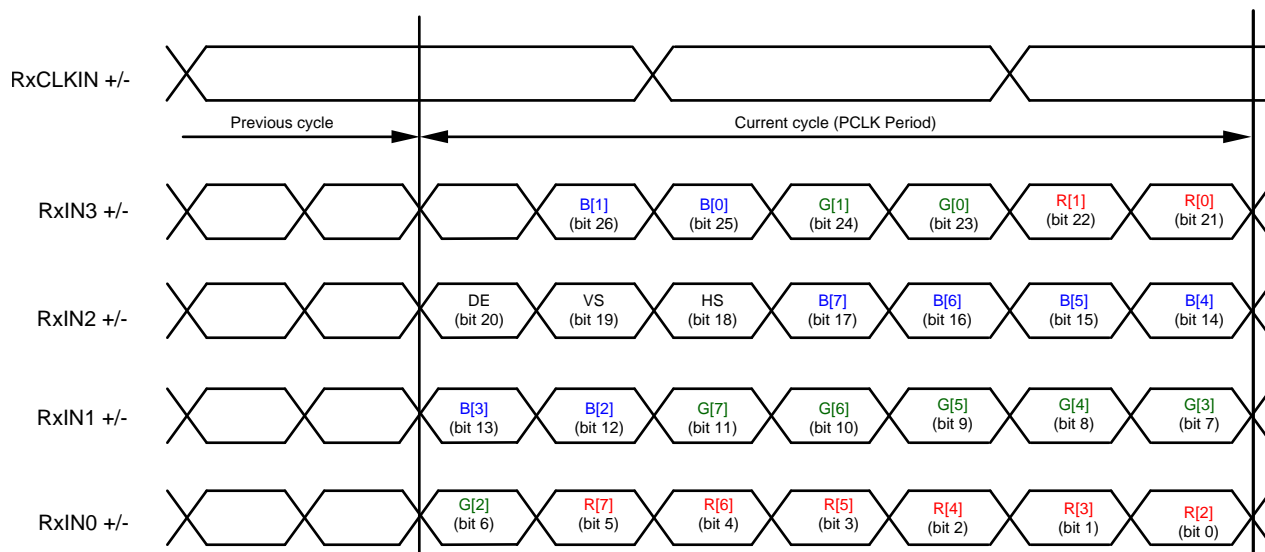 RxCLKIN +/-
Previous cycle
Current cycle (PCLK Period)
RxIN3 +/-
B[1]
(bit 26)
B[0]
(bit 25)
G[1]
(bit 24)
G[0]
(bit 23)
R[1]
(bit 22)
R[0]
(bit 21)
RxIN2 +/-
DE
(bit 20)
VS
(bit 19)
HS
(bit 18)
B[7]
(bit 17)
B[6]
(bit 16)
B[5]
(bit 15)
B[4]
(bit 14)
RxIN1 +/-
B[3]
(bit 13)
B[2]
(bit 12)
G[7]
(bit 11)
G[6]
(bit 10)
G[5]
(bit 9)
G[4]
(bit 8)
G[3]
(bit 7)
RxIN0 +/-
G[2]
(bit 6)
R[7]
(bit 5)
R[6]
(bit 4)
R[5]
(bit 3)
R[4]
(bit 2)
R[3]
(bit 1)
R[2]
(bit 0)